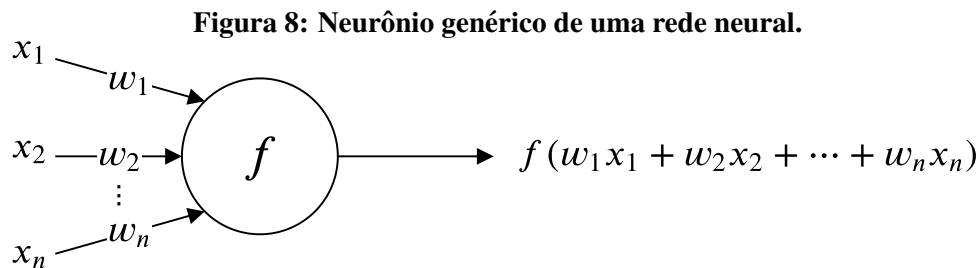 Figura 8: Neurônio genérico de uma rede neural.
x₁
w₁
x₂ w₂ f f(w₁x₁ + w₂x₂ + ⋯ + wₙxₙ)
⋮
wₙ
xₙ